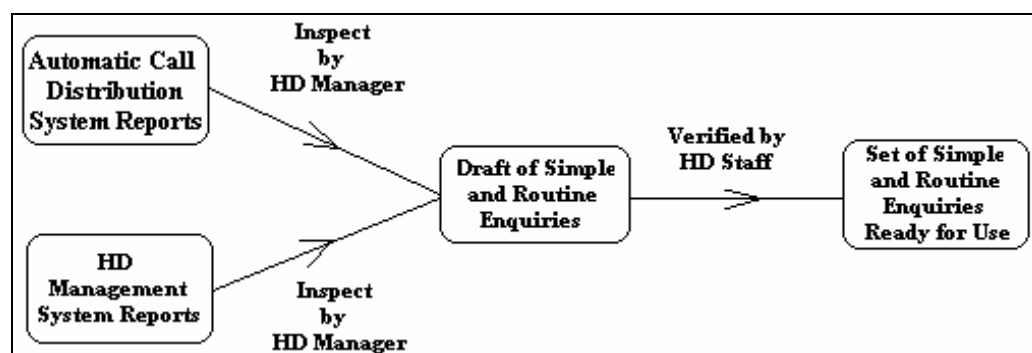 Automatic Call
Distribution
System Reports
Inspect
by
HD Manager
HD
Management
System Reports
Inspect
by
HD Manager
Draft of Simple
and Routine
Enquiries
Verified by
HD Staff
Set of Simple
and Routine
Enquiries
Ready for Use